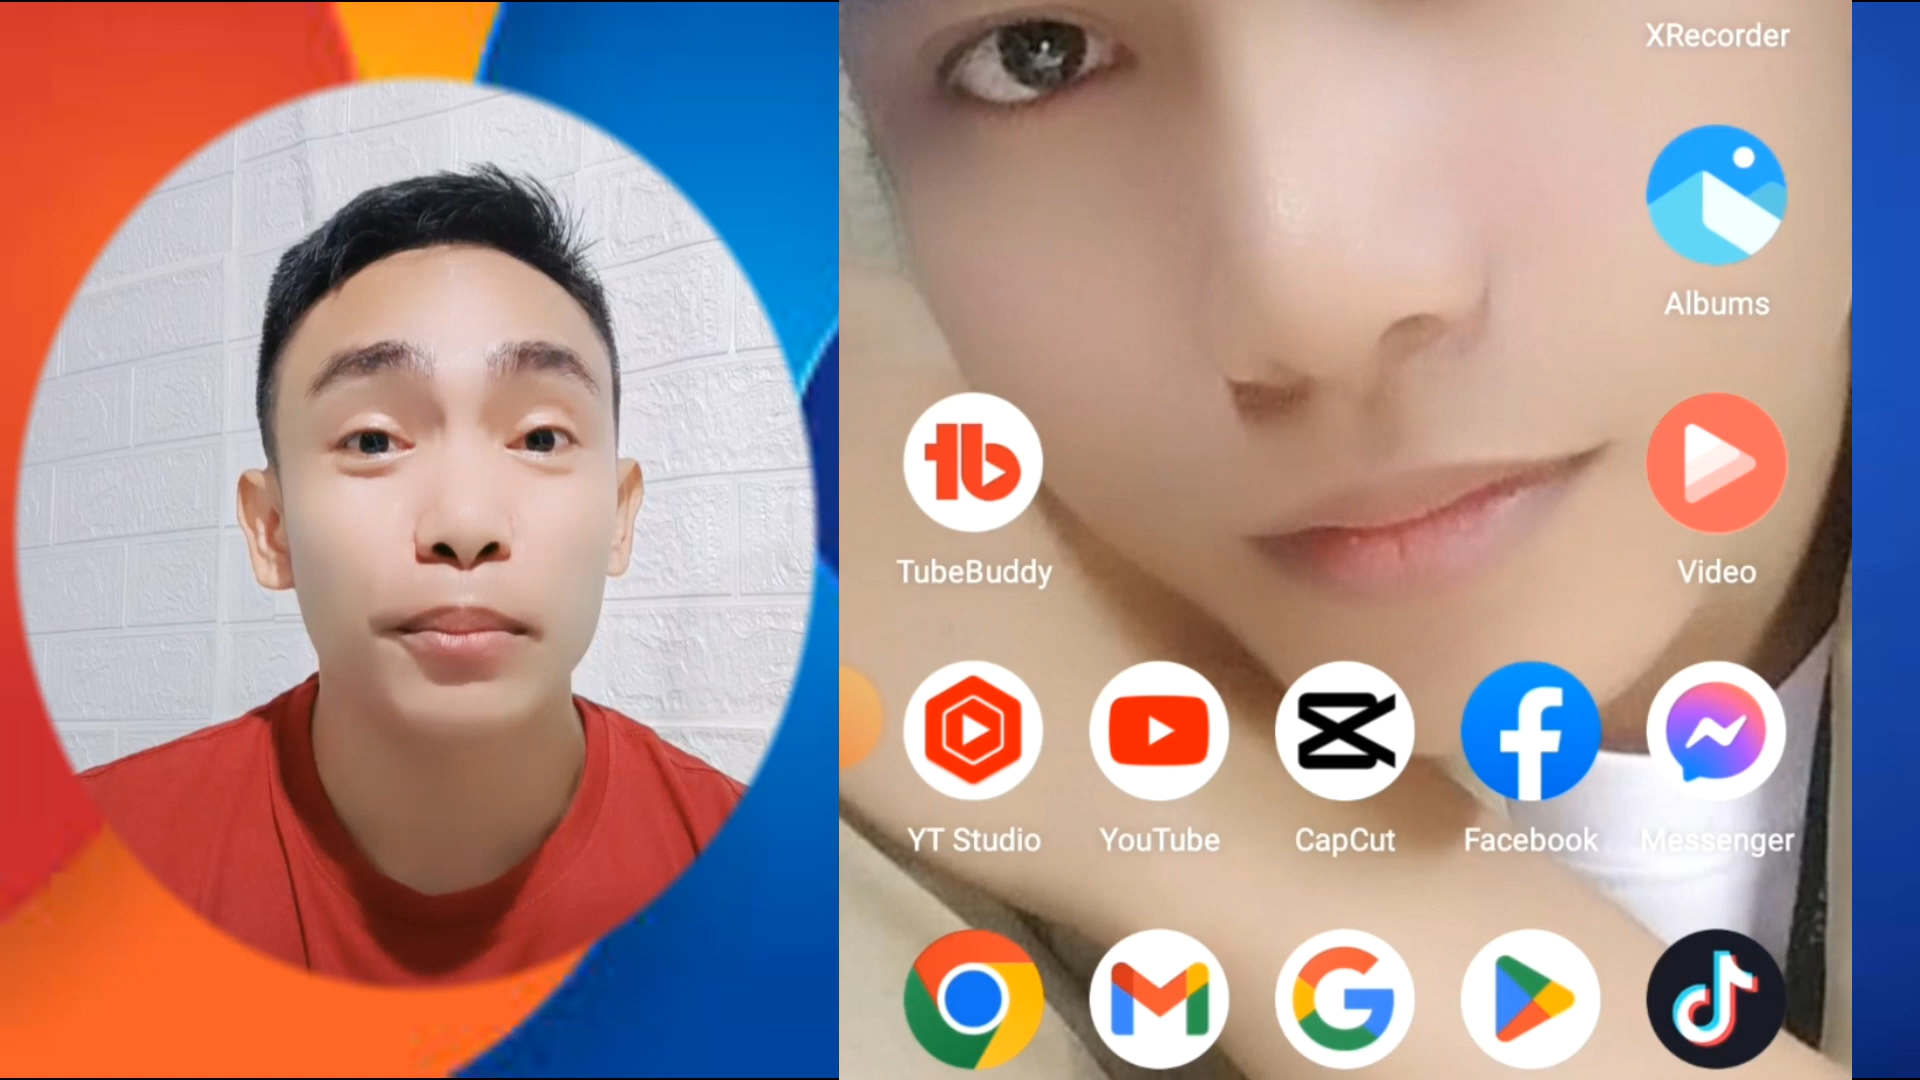 XRecorder
Albums
TubeBuddy
Video
YT Studio
YouTube
CapCut
Facebook
Messenger